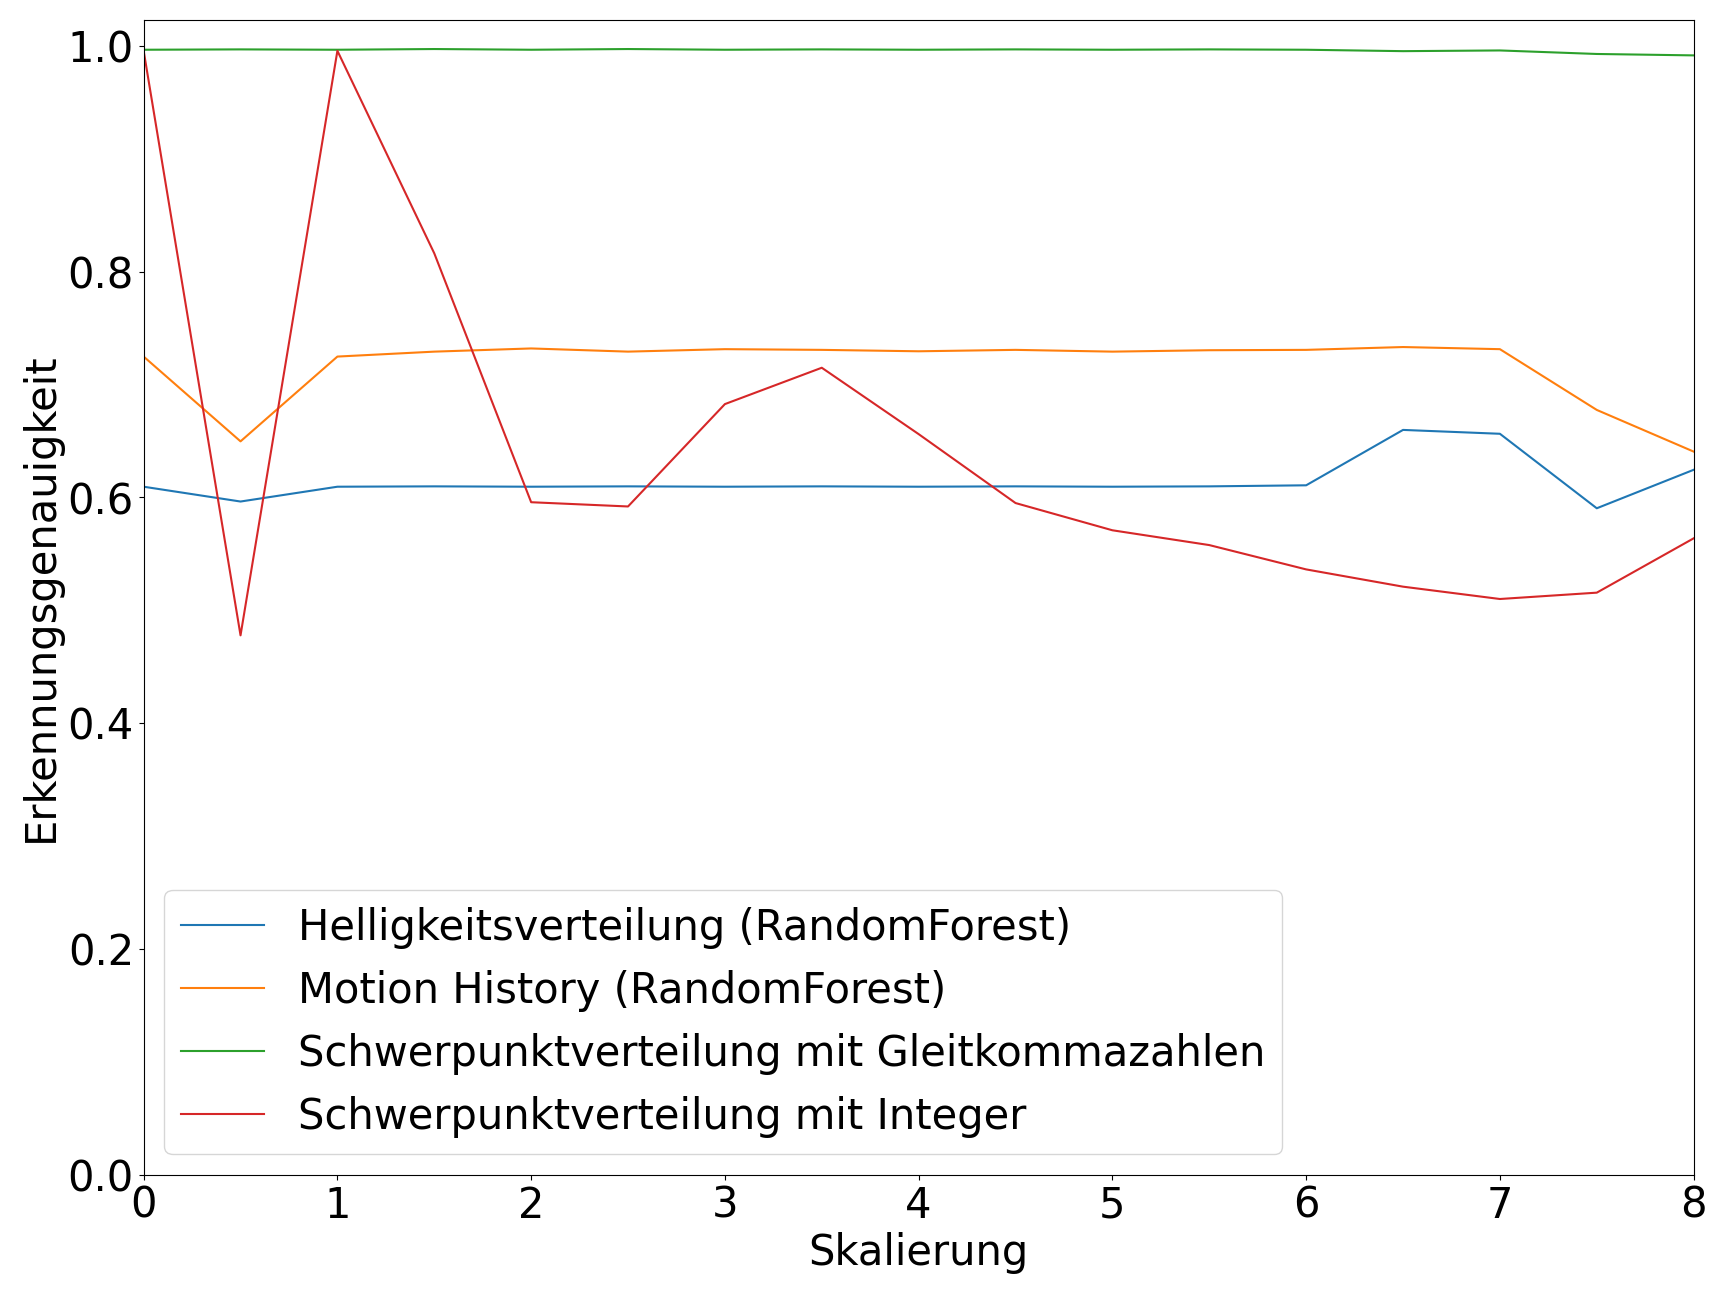 1.0
0.8
0.6
0.4
0.2
0.0
Erkennungsgenauigkeit
Helligkeitsverteilung (RandomForest)
Motion History (RandomForest)
Schwerpunktverteilung mit Gleitkommazahlen
Schwerpunktverteilung mit Integer
0 1 2 3 4 5 6 7 8
Skalierung